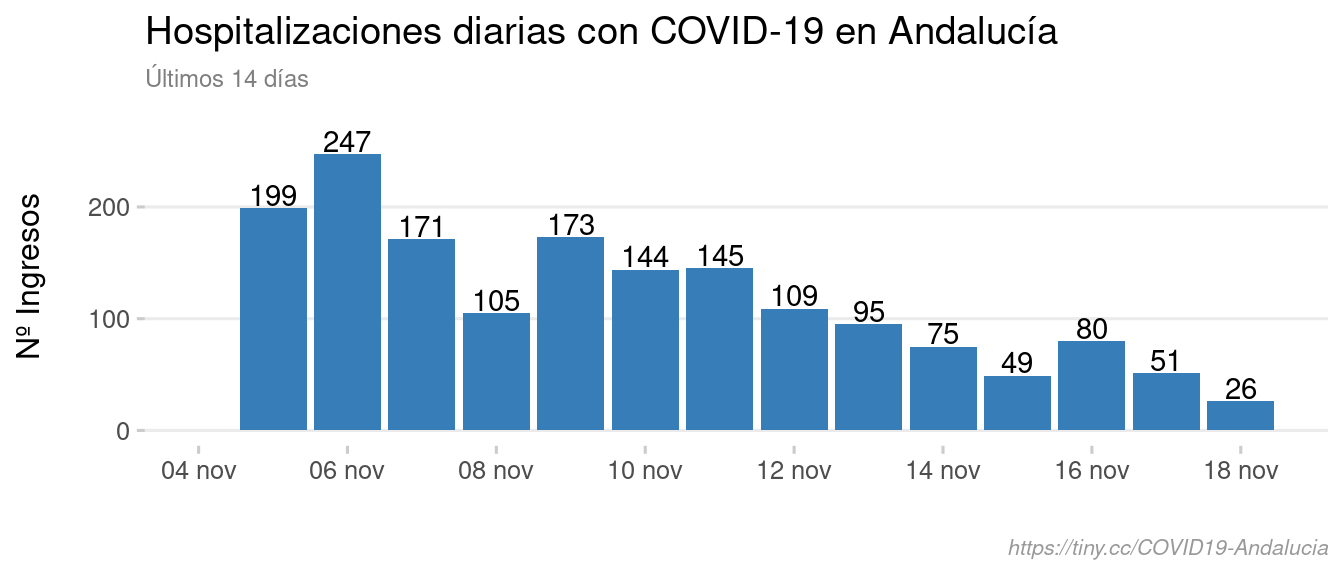 Hospitalizaciones diarias con COVID-19 en Andalucía
Últimos 14 días
Nº Ingresos
200
100
0
199
247
171
105
173
144
145
109
95
75
49
80
51
26
04 nov
06 nov
08 nov
10 nov
12 nov
14 nov
16 nov
18 nov
https://tiny.cc/COVID19-Andalucia